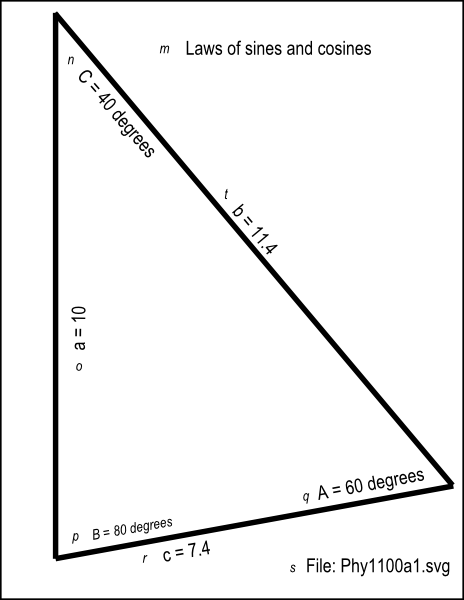 m Laws of sines and cosines
n C = 40 degrees
t b = 11.4
a = 10
o
q A = 60 degrees
p B = 80 degrees
r c = 7.4
s File: Phy1100a1.svg